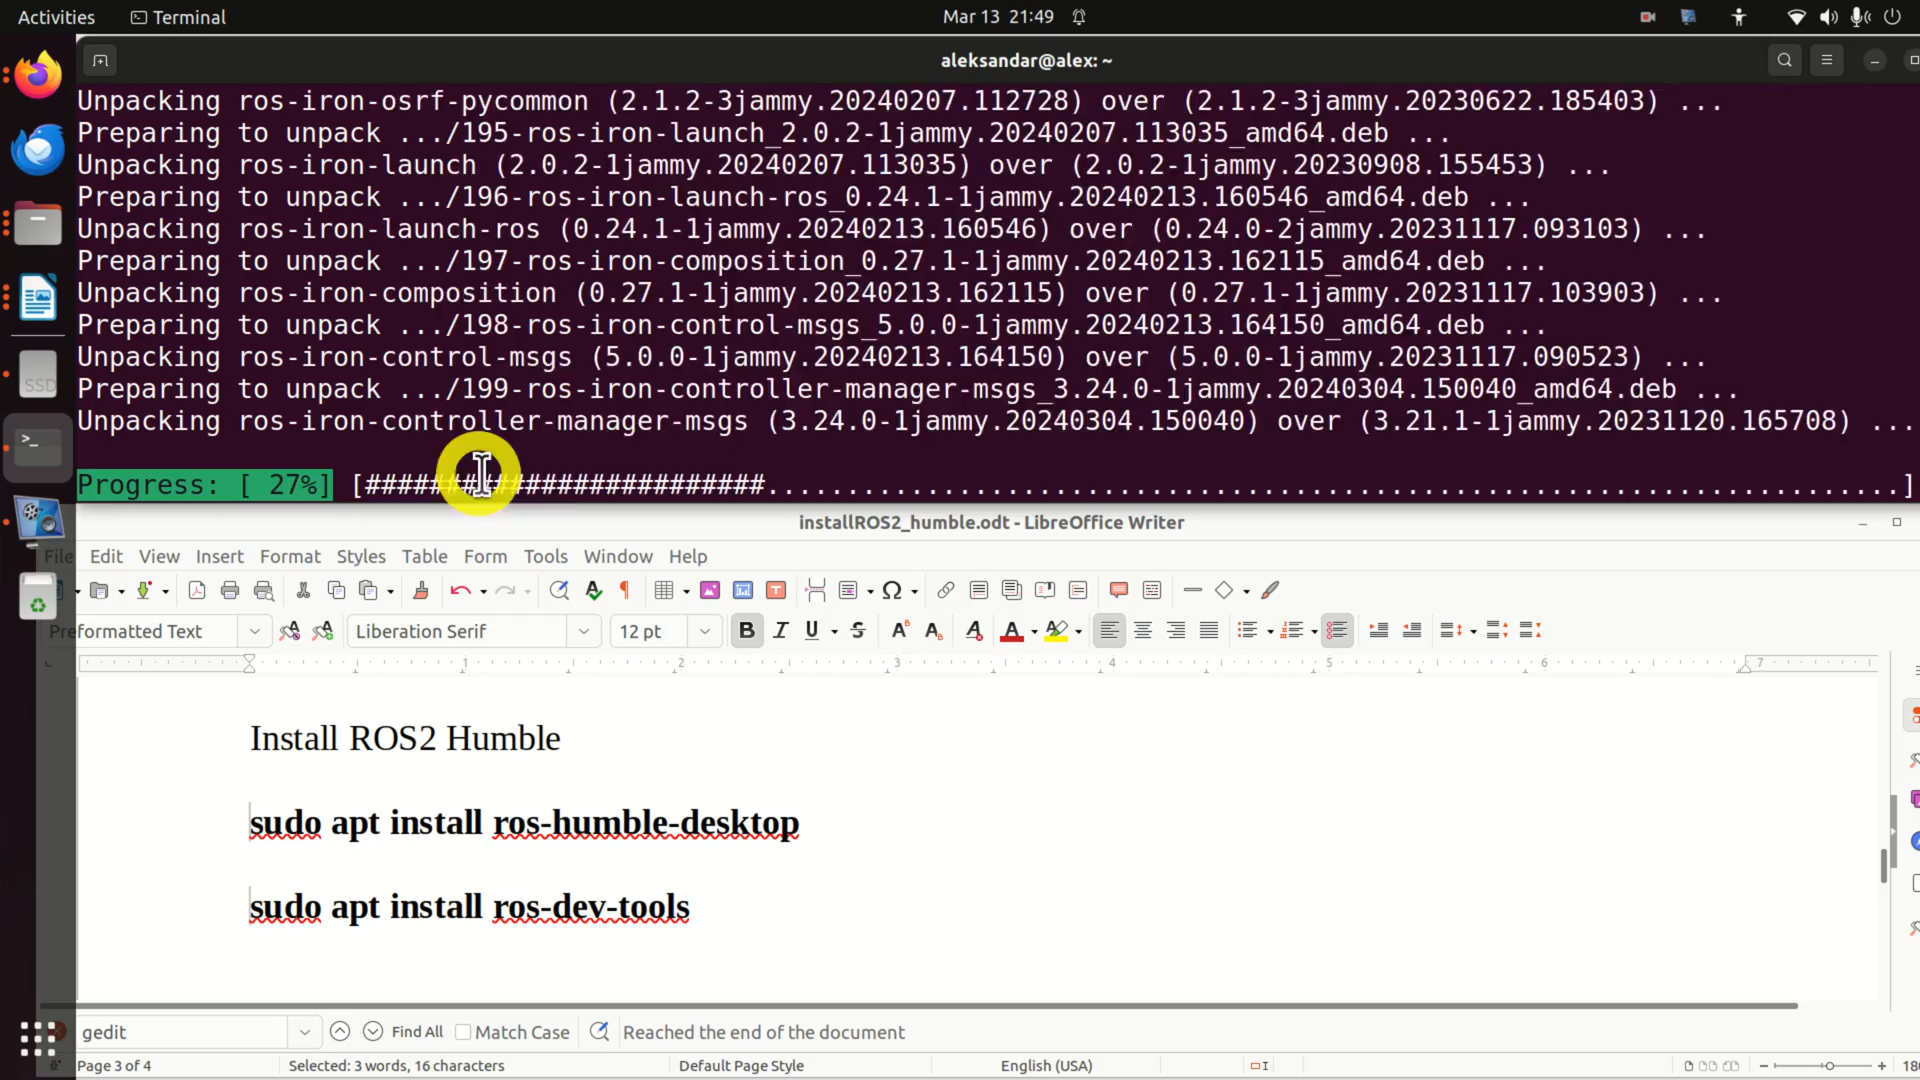 Activities
Terminal
Mar 13 21:49
aleksandar@alex: ~
Unpacking ros-iron-osrf-pycommon (2.1.2-3jammy.20240207.112728) over (2.1.2-3jammy.20230622.185403) ...
Preparing to unpack .../195-ros-iron-launch_2.0.2-1jammy.20240207.113035_amd64.deb ...
Unpacking ros-iron-launch (2.0.2-1jammy.20240207.113035) over (2.0.2-1jammy.20230908.155453) ...
Preparing to unpack .../196-ros-iron-launch-ros_0.24.1-1jammy.20240213.160546_amd64.deb ...
Unpacking ros-iron-launch-ros (0.24.1-1jammy.20240213.160546) over (0.24.0-2jammy.20231117.093103) ...
Preparing to unpack .../197-ros-iron-composition_0.27.1-1jammy.20240213.162115_amd64.deb ...
Unpacking ros-iron-composition (0.27.1-1jammy.20240213.162115) over (0.27.1-1jammy.20231117.103903) ...
Preparing to unpack .../198-ros-iron-control-msgs_5.0.0-1jammy.20240213.164150_amd64.deb ...
Unpacking ros-iron-control-msgs (5.0.0-1jammy.20240213.164150) over (5.0.0-1jammy.20231117.090523) ...
Preparing to unpack .../199-ros-iron-controller-manager-msgs_3.24.0-1jammy.20240304.150040_amd64.deb ...
Unpacking ros-iron-controller-manager-msgs (3.24.0-1jammy.20240304.150040) over (3.21.1-1jammy.20231120.165708) ...
Progress: [ 27%] [#########################.......................................................................]
installROS2_humble.odt - LibreOffice Writer
File Edit View Insert Format Styles Table Form Tools Window Help
Preformatted Text
Liberation Serif
12 pt
1 2 3 4 5 6 7
SSD
Install ROS2 Humble
sudo apt install ros-humble-desktop
sudo apt install ros-dev-tools
gedit
Find All
Match Case
Reached the end of the document
Page 3 of 4
Selected: 3 words, 16 characters
Default Page Style
English (USA)